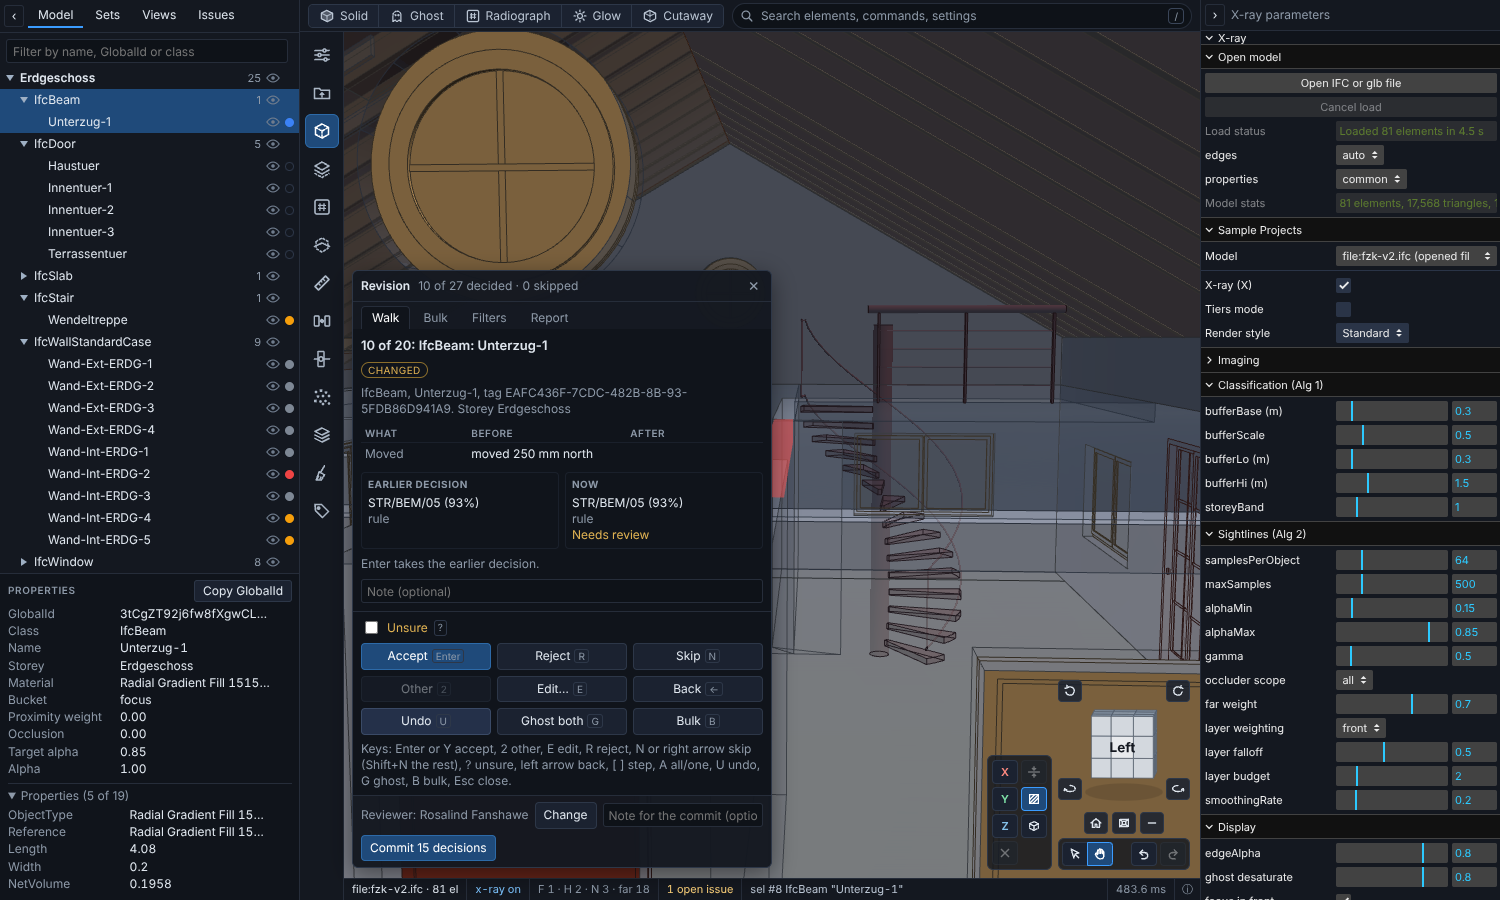 Model
Sets
Views
Issues
Filter by name, GlobalId or class
Erdgeschoss 25
IfcBeam 1
Unterzug-1
IfcDoor 5
Haustuer
Innentuer-1
Innentuer-2
Innentuer-3
Terrassentuer
IfcSlab 1
IfcStair 1
Wendeltreppe
IfcWallStandardCase 9
Wand-Ext-ERDG-1
Wand-Ext-ERDG-2
Wand-Ext-ERDG-3
Wand-Ext-ERDG-4
Wand-Int-ERDG-1
Wand-Int-ERDG-2
Wand-Int-ERDG-3
Wand-Int-ERDG-4
Wand-Int-ERDG-5
IfcWindow 8
PROPERTIES
Copy GlobalId
GlobalId 3tCgZT92j6fw8fXgwCL...
Class IfcBeam
Name Unterzug-1
Storey Erdgeschoss
Material Radial Gradient Fill 1515...
Bucket focus
Proximity weight 0.00
Occlusion 0.00
Target alpha 0.85
Alpha 1.00
Properties (5 of 19)
ObjectType Radial Gradient Fill 15...
Reference Radial Gradient Fill 15...
Length 4.08
Width 0.2
NetVolume 0.1958
Solid
Ghost
Radiograph
Glow
Cutaway
Search elements, commands, settings /
Revision 10 of 27 decided · 0 skipped
Walk
Bulk
Filters
Report
10 of 20: IfcBeam: Unterzug-1
CHANGED
IfcBeam, Unterzug-1, tag EAFC436F-7CDC-482B-8B-93-
5FDB86D941A9. Storey Erdgeschoss
WHAT BEFORE AFTER
Moved moved 250 mm north
EARLIER DECISION
STR/BEM/05 (93%)
rule
NOW
STR/BEM/05 (93%)
rule
Needs review
Enter takes the earlier decision.
Note (optional)
Unsure ?
Accept Enter
Reject R
Skip N
Other 2
Edit... E
Back ←
Undo U
Ghost both G
Bulk B
Keys: Enter or Y accept, 2 other, E edit, R reject, N or right arrow skip
(Shift+N the rest), ? unsure, left arrow back, [ ] step, A all/one, U undo,
G ghost, B bulk, Esc close.
Reviewer: Rosalind Fanshawe
Change
Note for the commit (optio
Commit 15 decisions
X
Y
Z
Left
file:fzk-v2.ifc · 81 el
x-ray on
F 1 · H 2 · N 3 · far 18
1 open issue
sel #8 IfcBeam "Unterzug-1"
483.6 ms
X-ray parameters
X-ray
Open model
Open IFC or glb file
Cancel load
Load status Loaded 81 elements in 4.5 s
edges auto
properties common
Model stats 81 elements, 17,568 triangles,
Sample Projects
Model file:fzk-v2.ifc (opened fil
X-ray (X)
Tiers mode
Render style Standard
Imaging
Classification (Alg 1)
bufferBase (m) 0.3
bufferScale 0.5
bufferLo (m) 0.3
bufferHi (m) 1.5
storeyBand 1
Sightlines (Alg 2)
samplesPerObject 64
maxSamples 500
alphaMin 0.15
alphaMax 0.85
gamma 0.5
occluder scope all
far weight 0.7
layer weighting front
layer falloff 0.5
layer budget 2
smoothingRate 0.2
Display
edgeAlpha 0.8
ghost desaturate 0.8